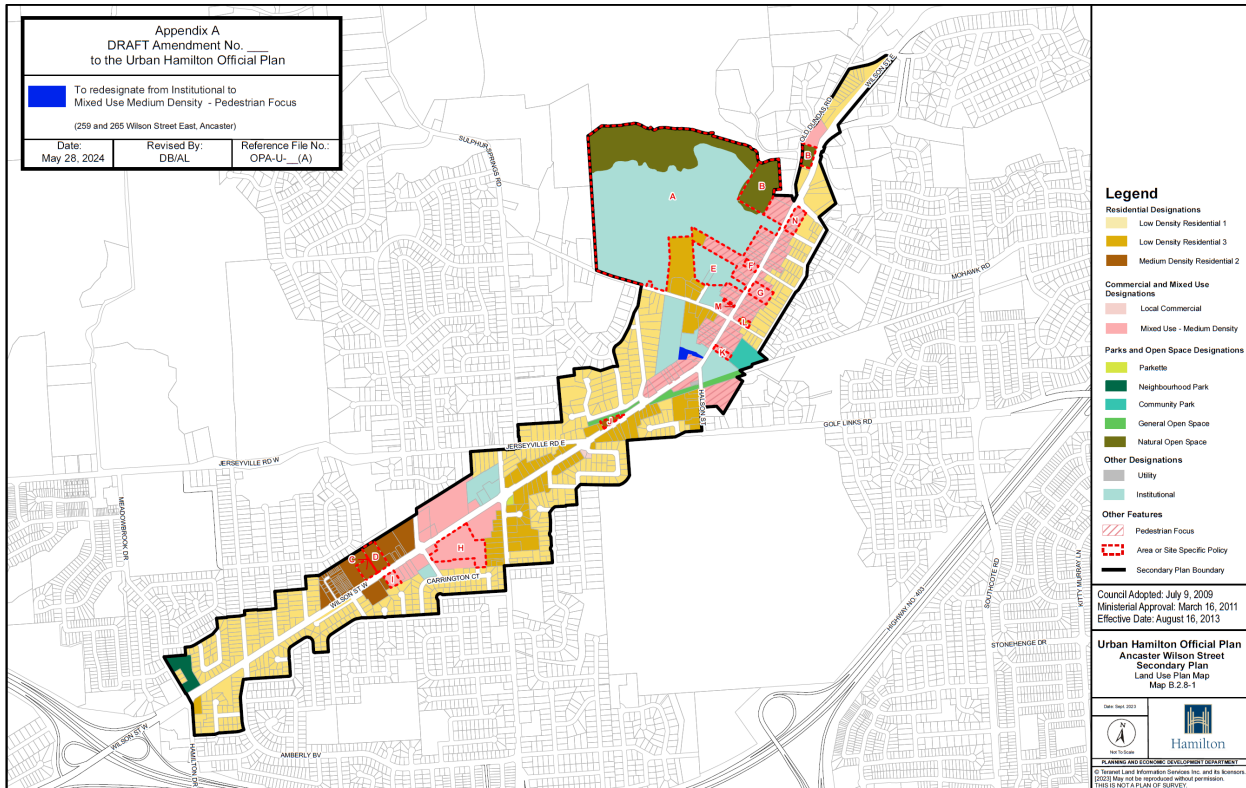 Appendix A
DRAFT Amendment No. ___
to the Urban Hamilton Official Plan
To redesignate from Institutional to
Mixed Use Medium Density - Pedestrian Focus
(259 and 265 Wilson Street East, Ancaster)
Date:
May 28, 2024
Revised By:
DB/AL
Reference File No.:
OPA-U-__(A)
WILSON ST E
OLD DUNDAS RD
SULPHUR SPRINGS RD
B
A
B
N
MOHAWK RD
E
F
G
M
L
K
HALSON ST
J
GOLF LINKS RD
JERSEYVILLE RD E
JERSEYVILLE RD W
MEADOWBROOK DR
H
C
D
I
CARRINGTON CT
WILSON ST W
HIGHWAY NO. 403
SOUTHCOTE RD
KITTY MURRAY LN
STONEHENGE DR
WILSON ST W
HAMILTON DR
AMBERLY BV
Legend
Residential Designations
Low Density Residential 1
Low Density Residential 3
Medium Density Residential 2
Commercial and Mixed Use
Designations
Local Commercial
Mixed Use - Medium Density
Parks and Open Space Designations
Parkette
Neighbourhood Park
Community Park
General Open Space
Natural Open Space
Other Designations
Utility
Institutional
Other Features
Pedestrian Focus
Area or Site Specific Policy
Secondary Plan Boundary
Council Adopted: July 9, 2009
Ministerial Approval: March 16, 2011
Effective Date: August 16, 2013
Urban Hamilton Official Plan
Ancaster Wilson Street
Secondary Plan
Land Use Plan Map
Map B.2.8-1
Date: Sept. 2023
N
Not To Scale
Hamilton
PLANNING AND ECONOMIC DEVELOPMENT DEPARTMENT
© Teranet Land Information Services Inc. and its licensors.
[2023] May not be reproduced without permission.
THIS IS NOT A PLAN OF SURVEY.